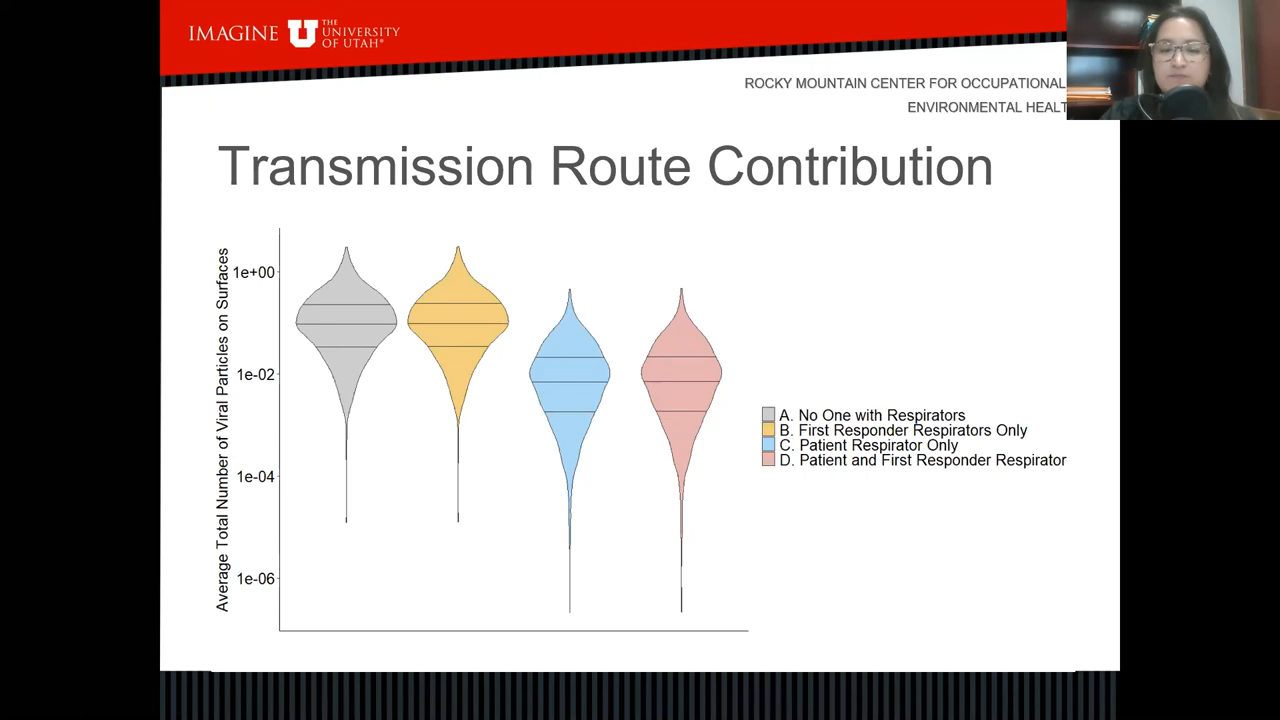 IMAGINE
THE
UNIVERSITY
OF UTAH®
ROCKY MOUNTAIN CENTER FOR OCCUPATIONAL
ENVIRONMENTAL
Transmission Route Contribution
Average Total Number of Viral Particles on Surfaces
1e+00
1e-02
1e-04
1e-06
A. No One with Respirators
B. First Responder Respirators Only
C. Patient Respirator Only
D. Patient and First Responder Respirator